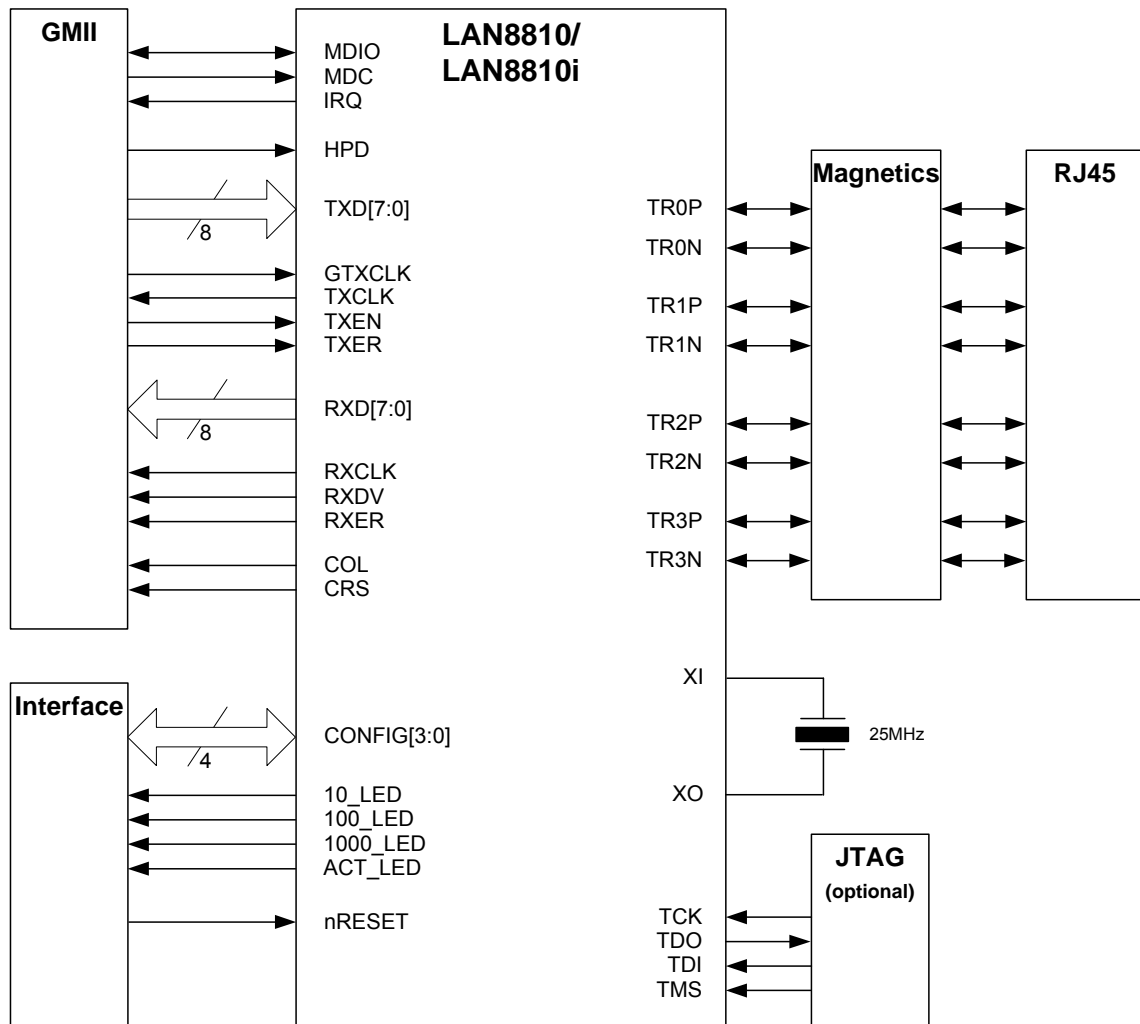 GMII
MDIO
MDC
IRQ
HPD
TXD[7:0]
8
GTXCLK
TXCLK
TXEN
TXER
RXD[7:0]
8
RXCLK
RXDV
RXER
COL
CRS
Interface
CONFIG[3:0]
4
10_LED
100_LED
1000_LED
ACT_LED
nRESET
LAN8810/
LAN8810i
TR0P
TR0N
TR1P
TR1N
TR2P
TR2N
TR3P
TR3N
Magnetics
RJ45
XI
25MHz
XO
JTAG
(optional)
TCK
TDO
TDI
TMS